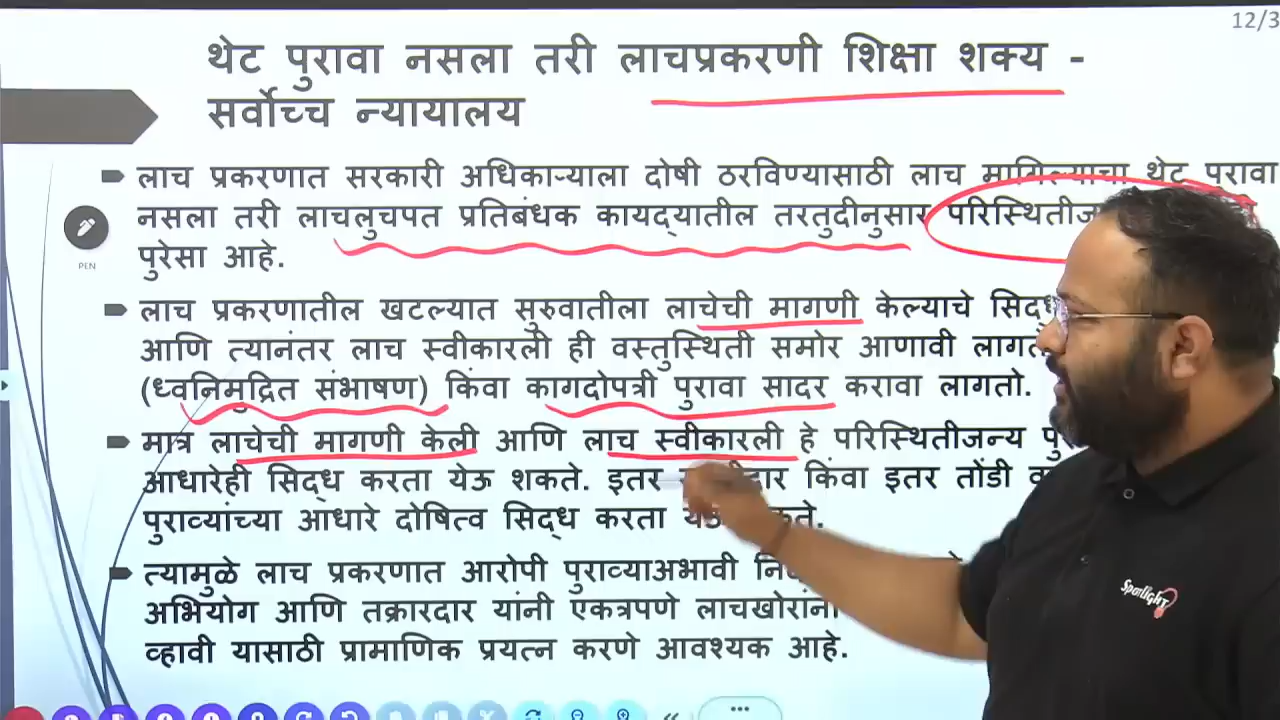 12/3
थेट पुरावा नसला तरी लाचप्रकरणी शिक्षा शक्य -
सर्वोच्च न्यायालय
लाच प्रकरणात सरकारी अधिकाऱ्याला दोषी ठरविण्यासाठी लाच मागितल्याचा थेट पुरावा
नसला तरी लाचलुचपत प्रतिबंधक कायद्यातील तरतुदीनुसार
पुरेसा आहे.
PEN
लाच प्रकरणातील खटल्यात सुरुवातीला लाचेची मागणी केल्याचे
आणि त्यानंतर लाच स्वीकारली ही वस्तुस्थिती समोर आणावी
(ध्वनिमुद्रित संभाषण) किंवा कागदोपत्री पुरावा सादर करावा लागतो.
मात्र लाचेची मागणी केली आणि लाच स्वीकारली हे परिस्थितीजन्य
आधारेही सिद्ध करता येऊ शकते. इतर किंवा इतर तोंडी
पुराव्यांच्या आधारे दोषित्व सिद्ध करता
त्यामुळे लाच प्रकरणात आरोपी पुराव्याअभावी
अभियोग आणि तक्रारदार यांनी एकत्रपणे लाचखोरांना
व्हावी यासाठी प्रामाणिक प्रयत्न करणे आवश्यक आहे.
Spotlight